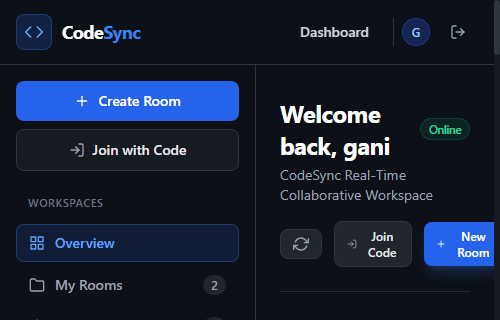 CodeSync
Dashboard
G
Create Room
Join with Code
WORKSPACES
Overview
My Rooms
2
Welcome
back, gani
Online
CodeSync Real-Time
Collaborative Workspace
Join
Code
New
Room